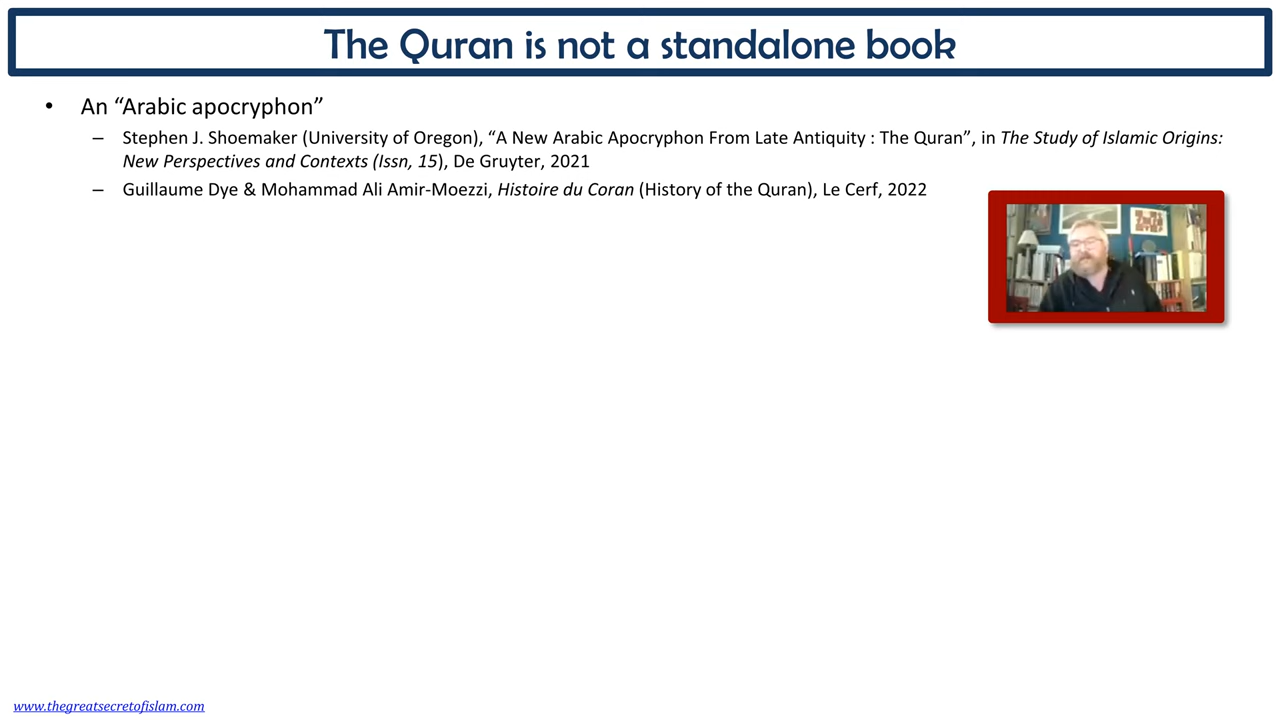 The Quran is not a standalone book
• An “Arabic apocryphon”
– Stephen J. Shoemaker (University of Oregon), “A New Arabic Apocryphon From Late Antiquity : The Quran”, in The Study of Islamic Origins:
New Perspectives and Contexts (Issn, 15), De Gruyter, 2021
– Guillaume Dye & Mohammad Ali Amir-Moezzi, Histoire du Coran (History of the Quran), Le Cerf, 2022
www.thegreatsecretofislam.com